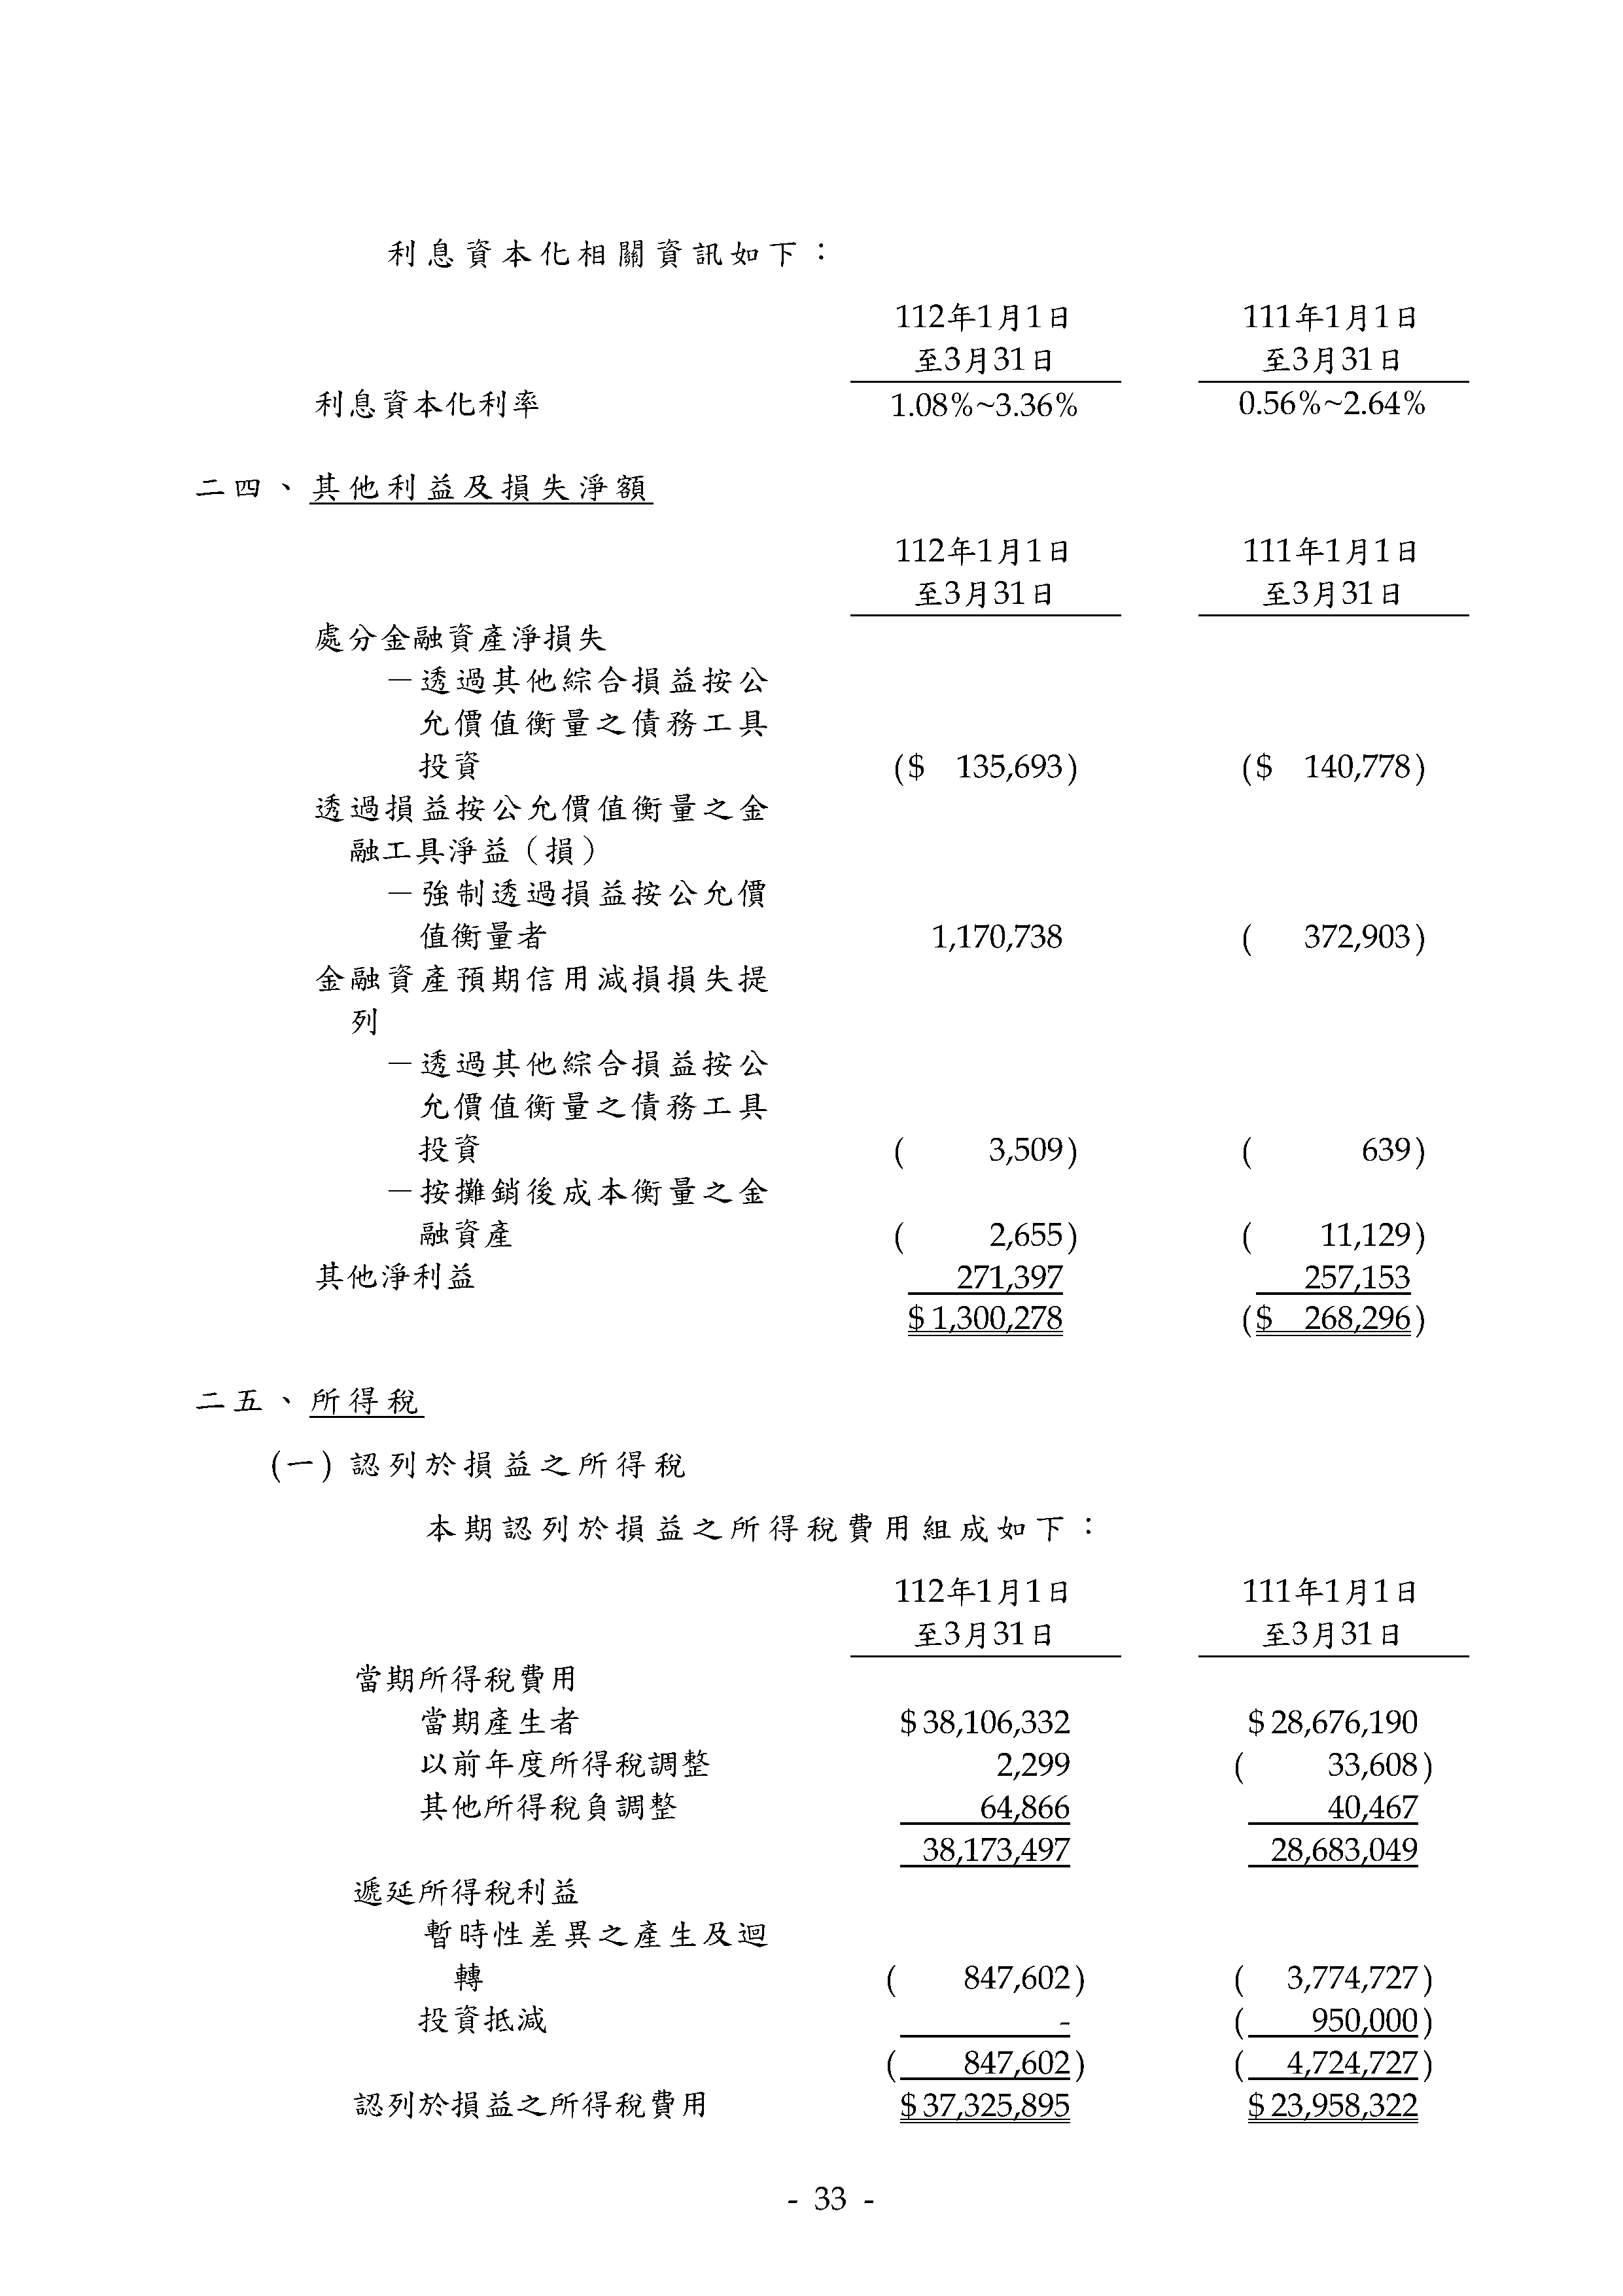 利息資本化相關資訊如下：
112年1月1日 111年1月1日
至3月31日 至3月31日
利息資本化利率 1.08%~3.36% 0.56%~2.64%
二四、其他利益及損失淨額
112年1月1日 111年1月1日
至3月31日 至3月31日
處分金融資產淨損失
－透過其他綜合損益按公
允價值衡量之債務工具
投資 ($ 135,693) ($ 140,778)
透過損益按公允價值衡量之金
融工具淨益（損）
－強制透過損益按公允價
值衡量者 1,170,738 ( 372,903)
金融資產預期信用減損損失提
列
－透過其他綜合損益按公
允價值衡量之債務工具
投資 ( 3,509) ( 639)
－按攤銷後成本衡量之金
融資產 ( 2,655) ( 11,129)
其他淨利益 271,397 257,153
$ 1,300,278 ($ 268,296)
二五、所得稅
(一) 認列於損益之所得稅
本期認列於損益之所得稅費用組成如下：
112年1月1日 111年1月1日
至3月31日 至3月31日
當期所得稅費用
當期產生者 $ 38,106,332 $ 28,676,190
以前年度所得稅調整 2,299 ( 33,608)
其他所得稅負調整 64,866 40,467
38,173,497 28,683,049
遞延所得稅利益
暫時性差異之產生及迴
轉 ( 847,602) ( 3,774,727)
投資抵減 - ( 950,000)
( 847,602) ( 4,724,727)
認列於損益之所得稅費用 $ 37,325,895 $ 23,958,322
- 33 -